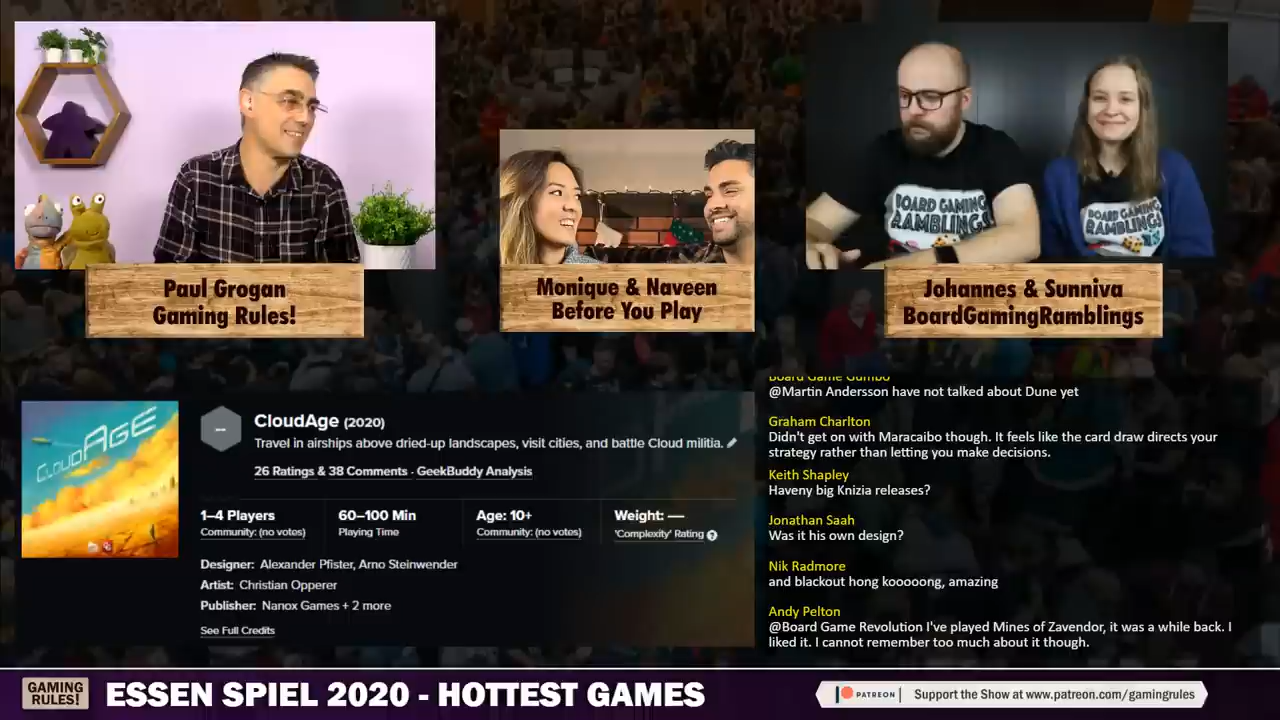 BOARD GAMING
RAMBLINGS
BOARD GAMING
RAMBLINGS
Paul Grogan
Gaming Rules!
Monique & Naveen
Before You Play
Johannes & Sunniva
BoardGamingRamblings
CLOUDAGE
--
CloudAge (2020)
Travel in airships above dried-up landscapes, visit cities, and battle Cloud militia.
26 Ratings & 38 Comments · GeekBuddy Analysis
1–4 Players
Community: (no votes)
60–100 Min
Playing Time
Age: 10+
Community: (no votes)
Weight: —
'Complexity' Rating ?
Designer: Alexander Pfister, Arno Steinwender
Artist: Christian Opperer
Publisher: Nanox Games + 2 more
See Full Credits
Board Game Gumbo
@Martin Andersson have not talked about Dune yet
Graham Charlton
Didn't get on with Maracaibo though. It feels like the card draw directs your
strategy rather than letting you make decisions.
Keith Shapley
Haveny big Knizia releases?
Jonathan Saah
Was it his own design?
Nik Radmore
and blackout hong kooooong, amazing
Andy Pelton
@Board Game Revolution I've played Mines of Zavendor, it was a while back. I
liked it. I cannot remember too much about it though.
GAMING
RULES!
ESSEN SPIEL 2020 - HOTTEST GAMES
PATREON
Support the Show at www.patreon.com/gamingrules